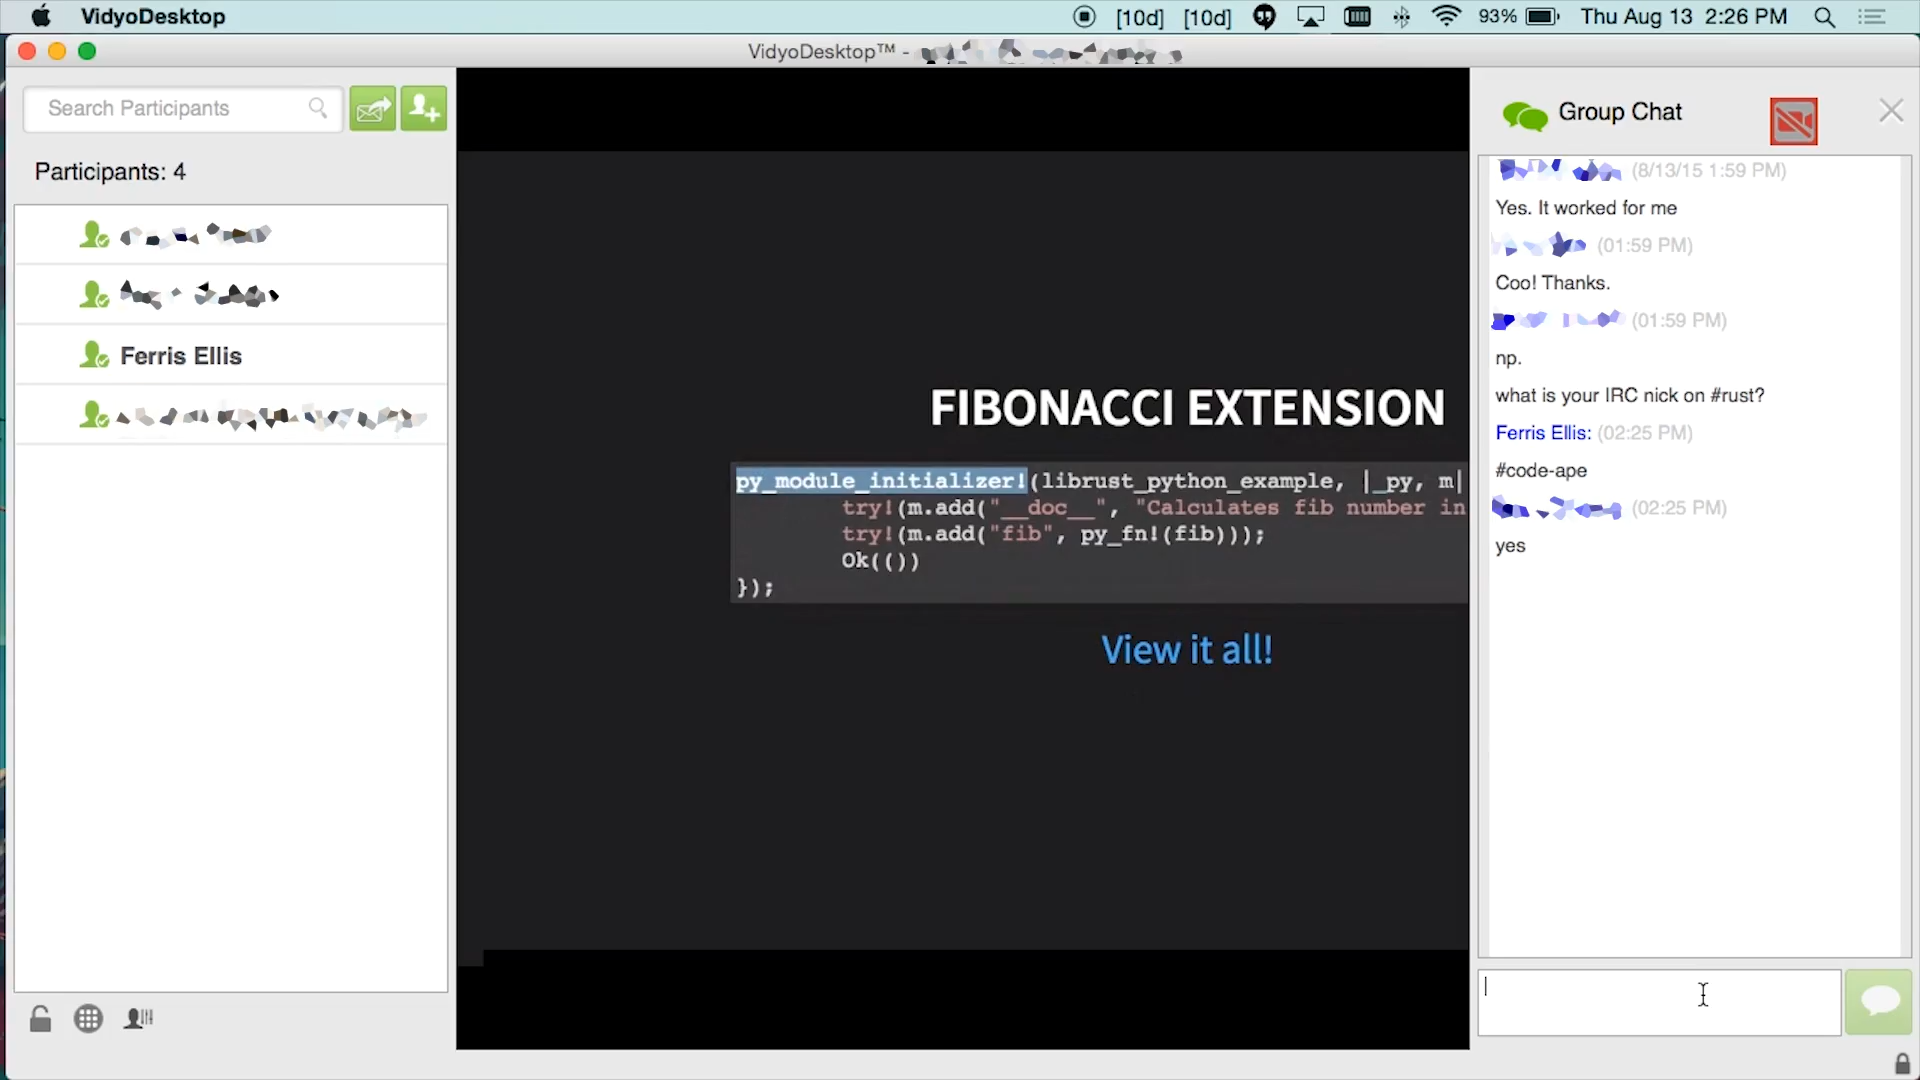 VidyoDesktop
[10d] [10d] 93% Thu Aug 13 2:26 PM
VidyoDesktop™ -
Search Participants
Participants: 4
Ferris Ellis
FIBONACCI EXTENSION
py_module_initializer!(librust_python_example, |_py, m|
try!(m.add("__doc__", "Calculates fib number in
try!(m.add("fib", py_fn!(fib)));
Ok(())
});
View it all!
Group Chat
(8/13/15 1:59 PM)
Yes. It worked for me
(01:59 PM)
Coo! Thanks.
(01:59 PM)
np.
what is your IRC nick on #rust?
Ferris Ellis: (02:25 PM)
#code-ape
(02:25 PM)
yes